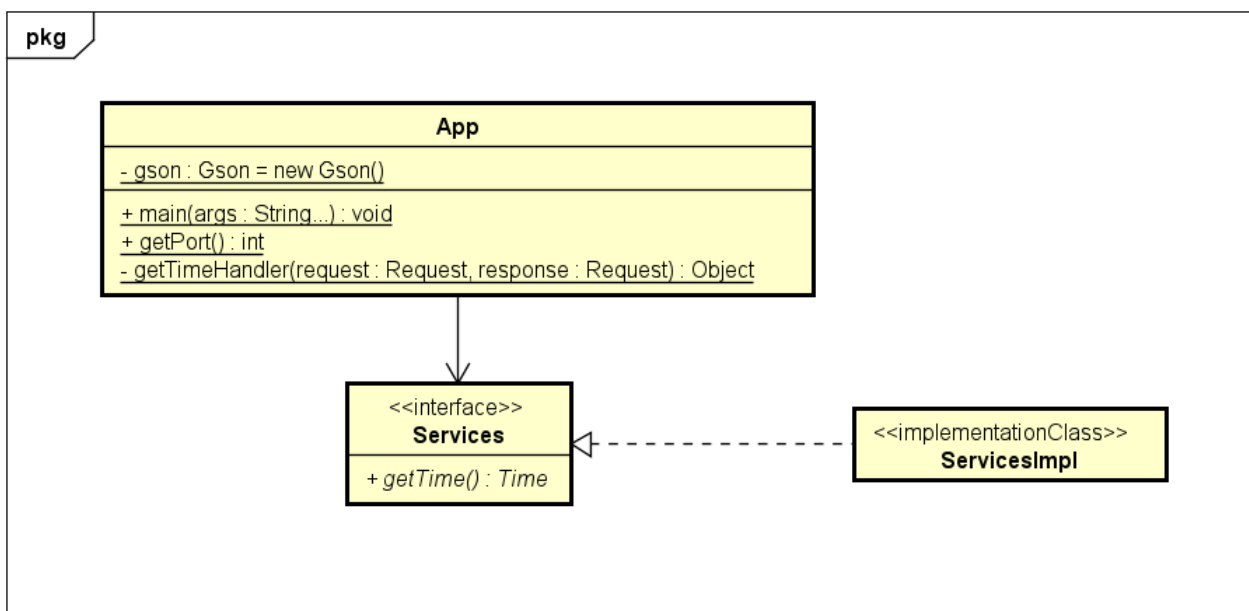 pkg
App
- gson : Gson = new Gson()
+ main(args : String...) : void
+ getPort() : int
- getTimeHandler(request : Request, response : Request) : Object
<<interface>>
Services
+ getTime() : Time
<<implementationClass>>
ServicesImpl